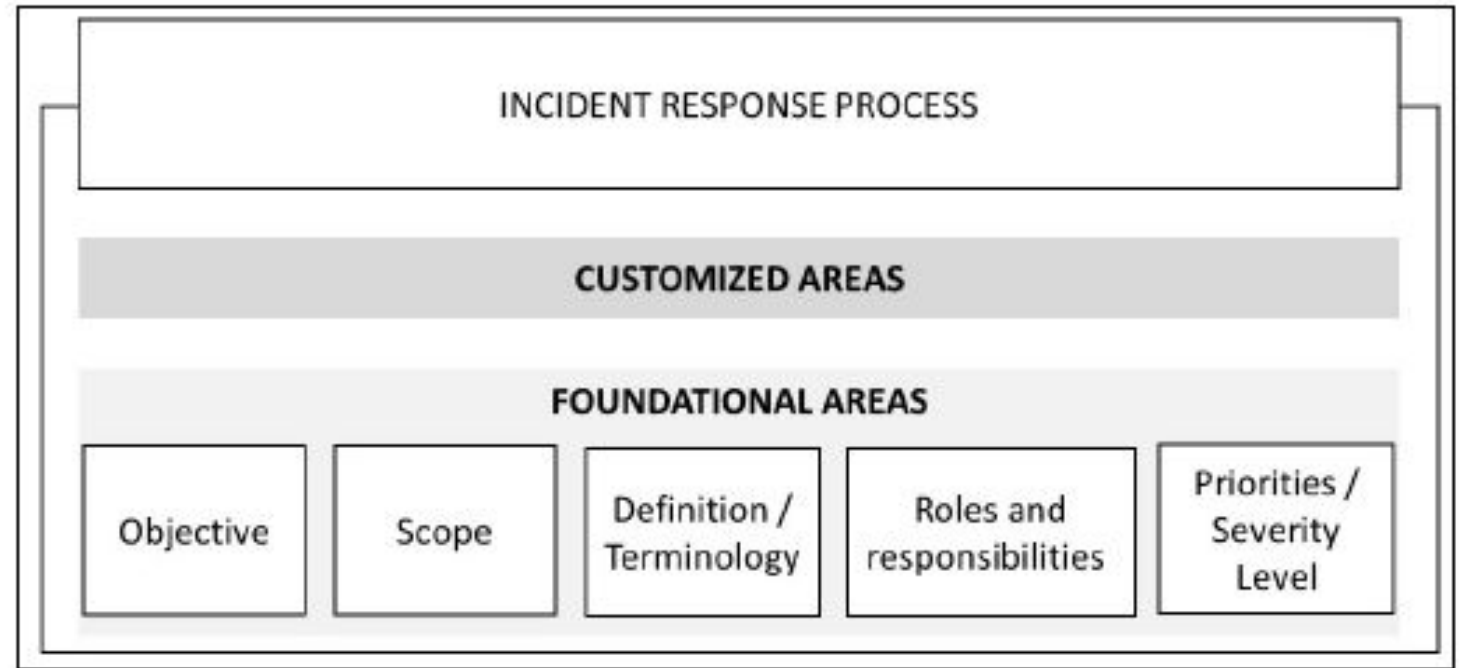 INCIDENT RESPONSE PROCESS
CUSTOMIZED AREAS
FOUNDATIONAL AREAS
Objective
Scope
Definition /
Terminology
Roles and
responsibilities
Priorities /
Severity
Level